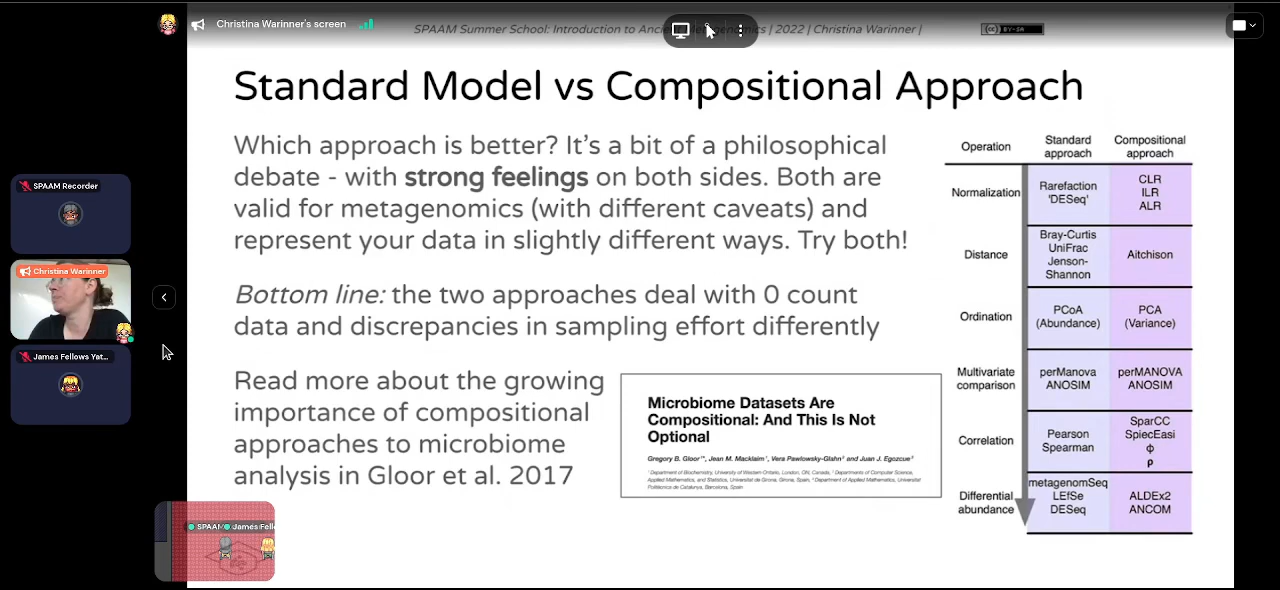 Christina Warinner's screen
SPAAM Summer School: Introduction to Ancient Metagenomics | 2022 | Christina Warinner |
CC BY-SA
Standard Model vs Compositional Approach
Which approach is better? It's a bit of a philosophical
debate - with strong feelings on both sides. Both are
valid for metagenomics (with different caveats) and
represent your data in slightly different ways. Try both!
Bottom line: the two approaches deal with 0 count
data and discrepancies in sampling effort differently
Read more about the growing
importance of compositional
approaches to microbiome
analysis in Gloor et al. 2017
Microbiome Datasets Are
Compositional: And This Is Not
Optional
Gregory B. Gloor¹*, Jean M. Macklaim¹, Vera Pawlowsky-Glahn² and Juan J. Egozcue³
¹ Department of Biochemistry, University of Western Ontario, London, ON, Canada, ² Departments of Computer Science,
Applied Mathematics, and Statistics, Universitat de Girona, Girona, Spain, ³ Department of Applied Mathematics, Universitat
Politècnica de Catalunya, Barcelona, Spain
Operation
Standard
approach
Compositional
approach
Normalization
Rarefaction
'DESeq'
CLR
ILR
ALR
Distance
Bray-Curtis
UniFrac
Jenson-
Shannon
Aitchison
Ordination
PCoA
(Abundance)
PCA
(Variance)
Multivariate
comparison
perManova
ANOSIM
perMANOVA
ANOSIM
Correlation
Pearson
Spearman
SparCC
SpiecEasi
Φ
ρ
Differential
abundance
metagenomSeq
LEfSe
DESeq
ALDEx2
ANCOM
SPAAM Recorder
Christina Warinner
James Fellows Yat...
SPAAM
James Felle